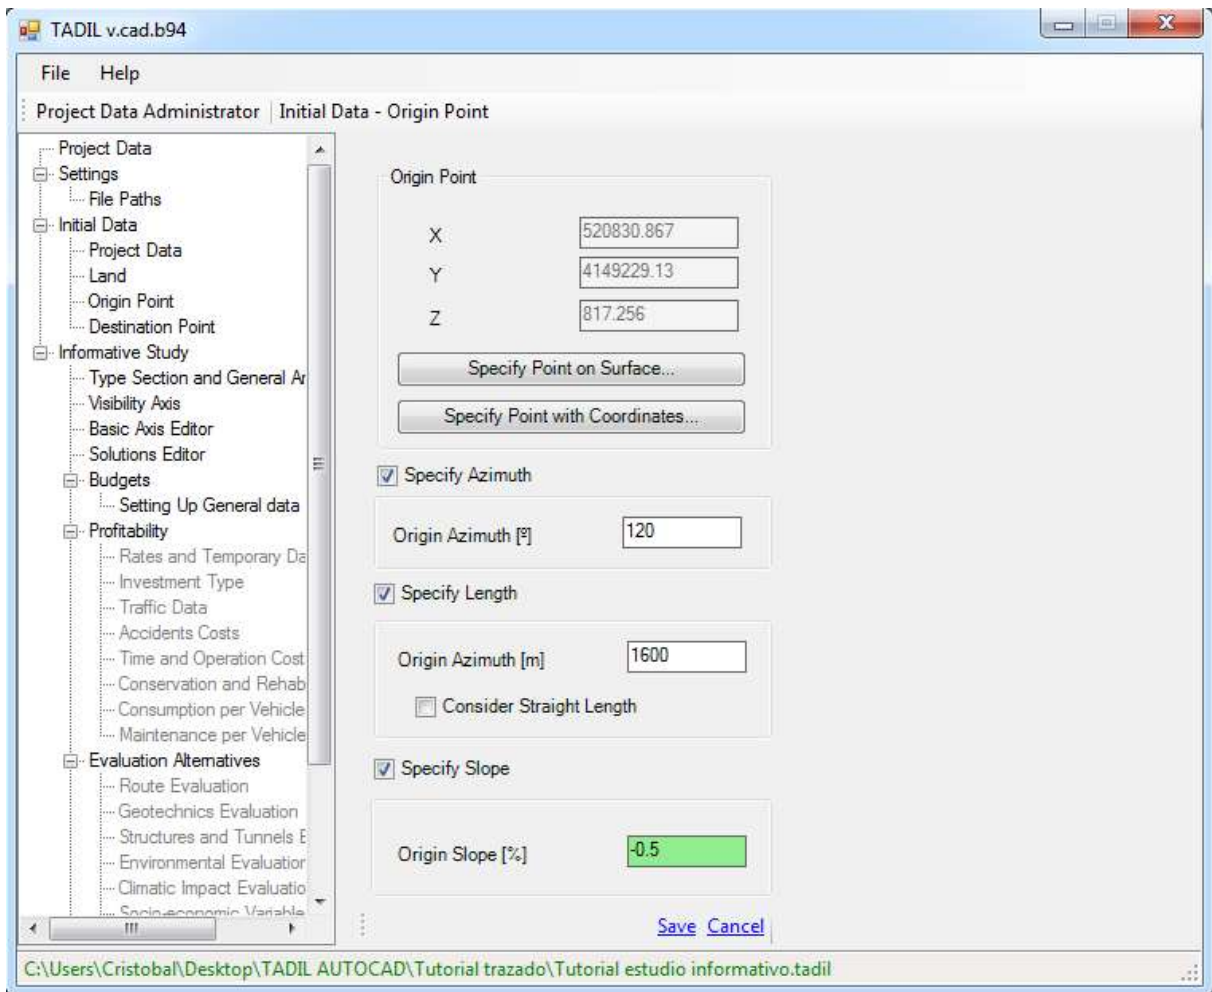 TADIL v.cad.b94
File Help
Project Data Administrator Initial Data - Origin Point
Project Data
Settings
File Paths
Initial Data
Project Data
Land
Origin Point
Destination Point
Informative Study
Type Section and General Ar
Visibility Axis
Basic Axis Editor
Solutions Editor
Budgets
Setting Up General data
Profitability
Rates and Temporary Da
Investment Type
Traffic Data
Accidents Costs
Time and Operation Cost
Conservation and Rehab
Consumption per Vehicle
Maintenance per Vehicle
Evaluation Alternatives
Route Evaluation
Geotechnics Evaluation
Structures and Tunnels E
Environmental Evaluation
Climatic Impact Evaluatio
Socio-economic Variable
Origin Point
X 520830.867
Y 4149229.13
Z 817.256
Specify Point on Surface...
Specify Point with Coordinates...
Specify Azimuth
Origin Azimuth [º] 120
Specify Length
Origin Azimuth [m] 1600
Consider Straight Length
Specify Slope
Origin Slope [%] -0.5
Save Cancel
C:\Users\Cristobal\Desktop\TADIL AUTOCAD\Tutorial trazado\Tutorial estudio informativo.tadil